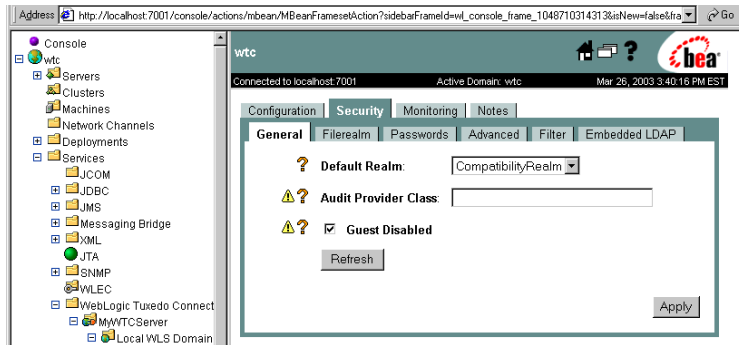 Address http://localhost:7001/console/actions/mbean/MBeanFramesetAction?sidebarFrameId=wl_console_frame_1048710314313&isNew=false&fra Go
Console
wtc
Servers
Clusters
Machines
Network Channels
Deployments
Services
JCOM
JDBC
JMS
Messaging Bridge
XML
JTA
SNMP
WLEC
WebLogic Tuxedo Connect
MyWTCServer
Local WLS Domain
wtc
? bea
Connected to localhost:7001 Active Domain: wtc Mar 26, 2003 3:40:16 PM EST
Configuration Security Monitoring Notes
General Filerealm Passwords Advanced Filter Embedded LDAP
? Default Realm: CompatibilityRealm
? Audit Provider Class:
? Guest Disabled
Refresh
Apply